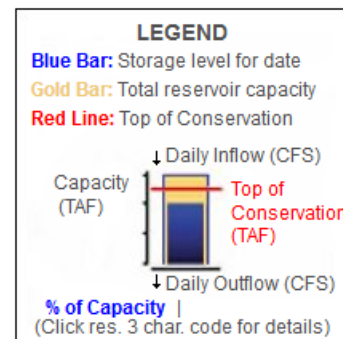 LEGEND
Blue Bar: Storage level for date
Gold Bar: Total reservoir capacity
Red Line: Top of Conservation
↓ Daily Inflow (CFS)
Capacity
(TAF)
Top of
Conservation
(TAF)
↓ Daily Outflow (CFS)
% of Capacity |
(Click res. 3 char. code for details)